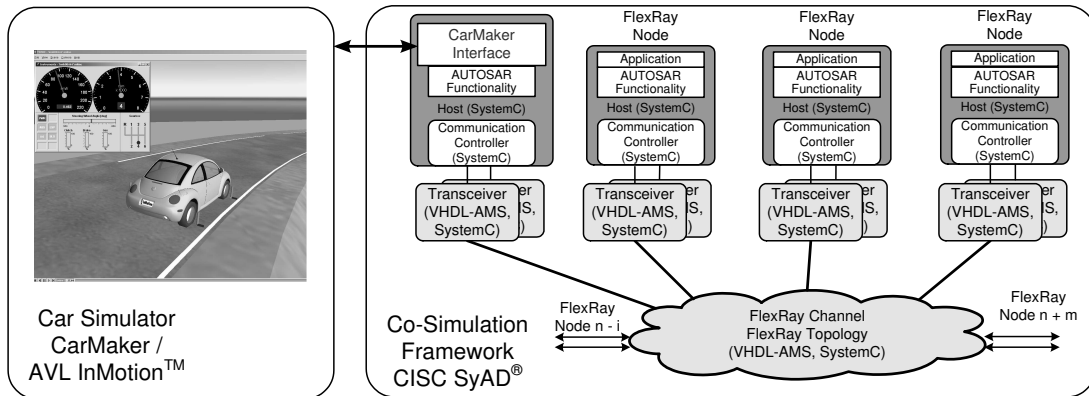 CarMaker
Interface
AUTOSAR
Functionality
Host (SystemC)
Communication
Controller
(SystemC)
Transceiver
(VHDL-AMS,
SystemC)
FlexRay
Node
Application
AUTOSAR
Functionality
Host (SystemC)
Communication
Controller
(SystemC)
Transceiver
(VHDL-AMS,
SystemC)
FlexRay
Node
Application
AUTOSAR
Functionality
Host (SystemC)
Communication
Controller
(SystemC)
Transceiver
(VHDL-AMS,
SystemC)
FlexRay
Node
Application
AUTOSAR
Functionality
Host (SystemC)
Communication
Controller
(SystemC)
Transceiver
(VHDL-AMS,
SystemC)
Car Simulator
CarMaker /
AVL InMotion™
Co-Simulation
Framework
CISC SyAD®
FlexRay
Node n - i
FlexRay Channel
FlexRay Topology
(VHDL-AMS, SystemC)
FlexRay
Node n + m